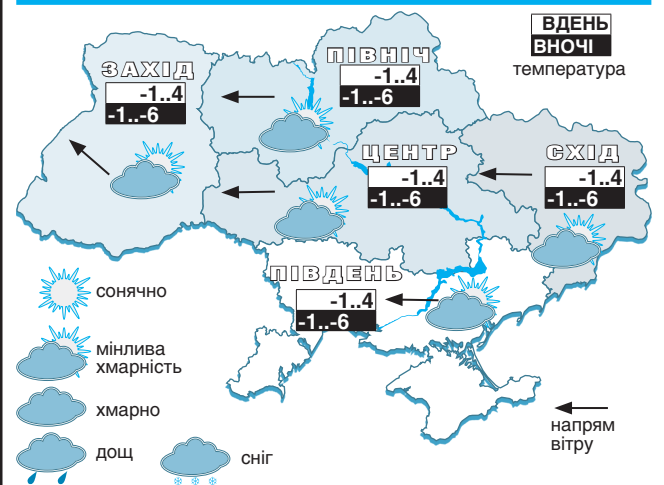 ВДЕНЬ
ВНОЧІ
температура
ПІВНІЧ
-1..4
-1..-6
ЗАХІД
-1..4
-1..-6
ЦЕНТР
-1..4
-1..-6
СХІД
-1..4
-1..-6
ПІВДЕНЬ
-1..4
-1..-6
сонячно
мінлива
хмарність
хмарно
дощ
сніг
напрям
вітру